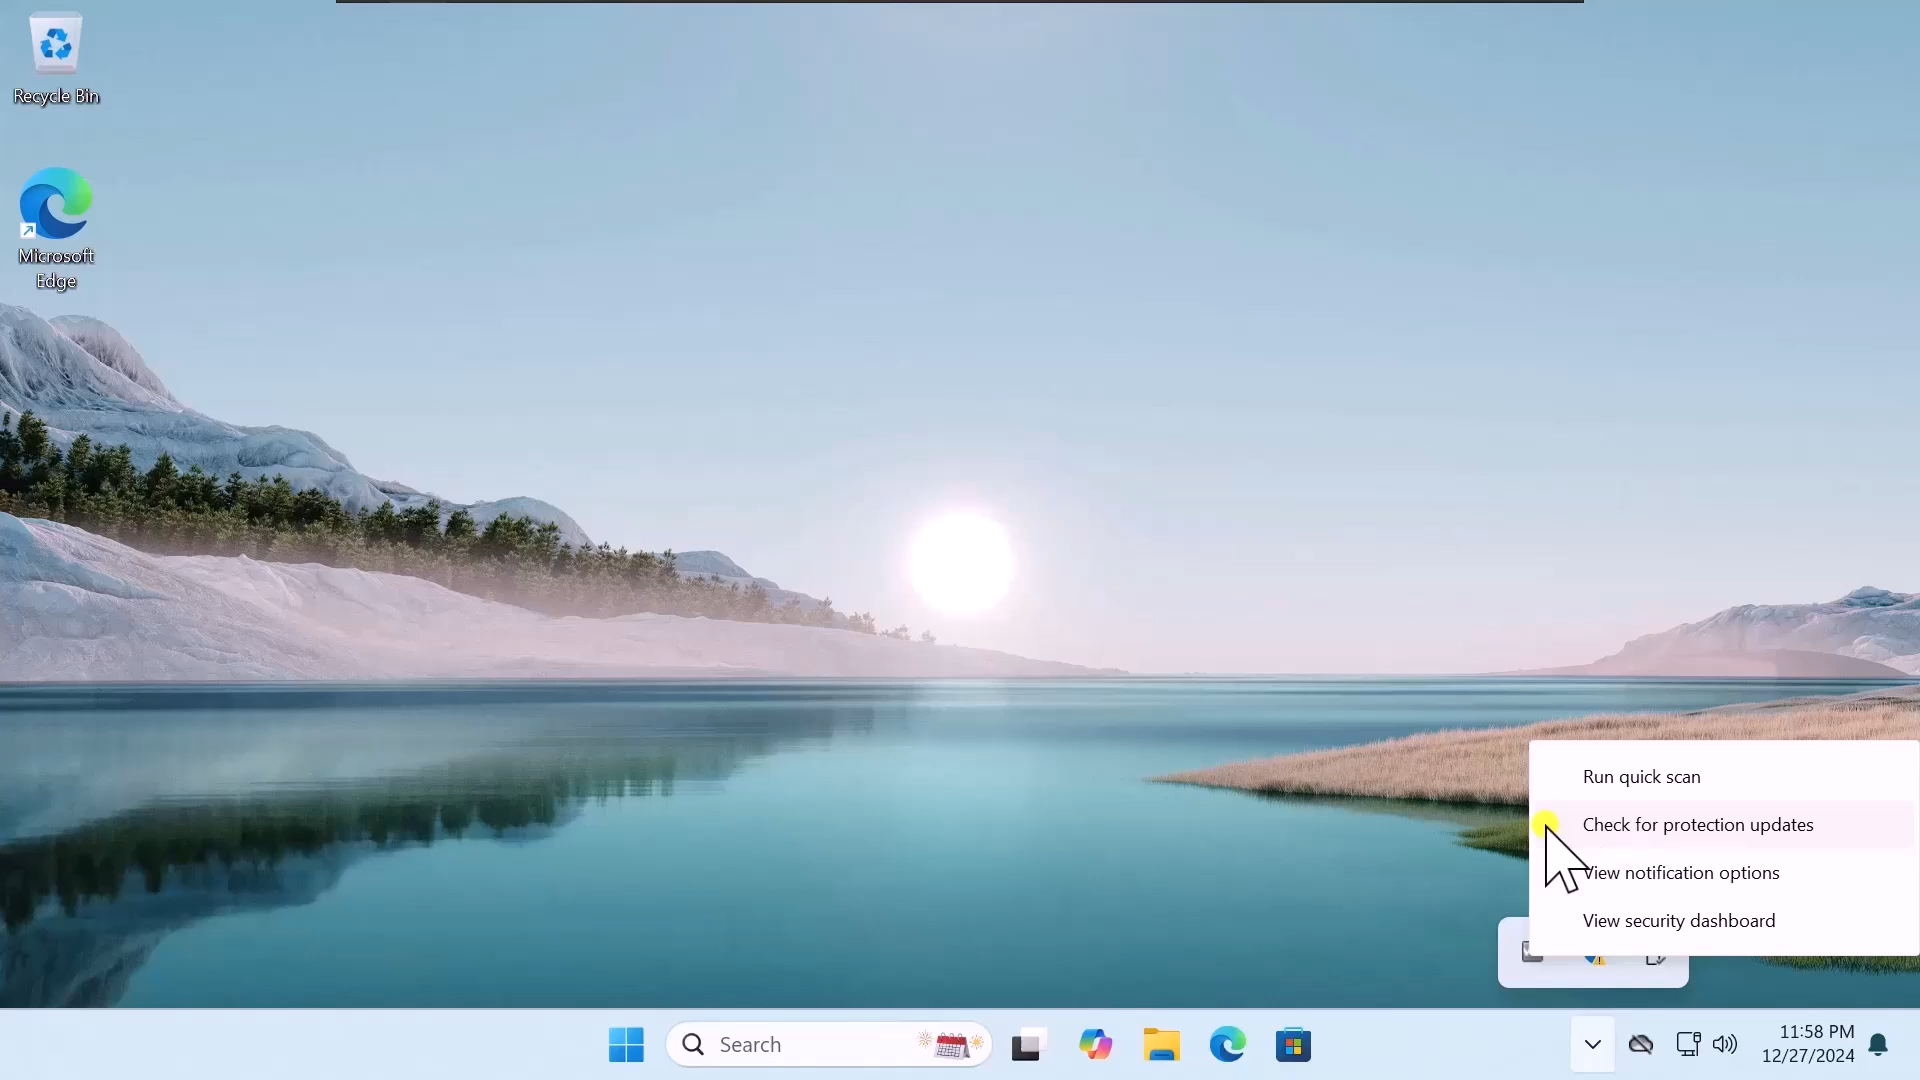 Recycle Bin
Microsoft
Edge
Run quick scan
Check for protection updates
View notification options
View security dashboard
Search
11:58 PM
12/27/2024